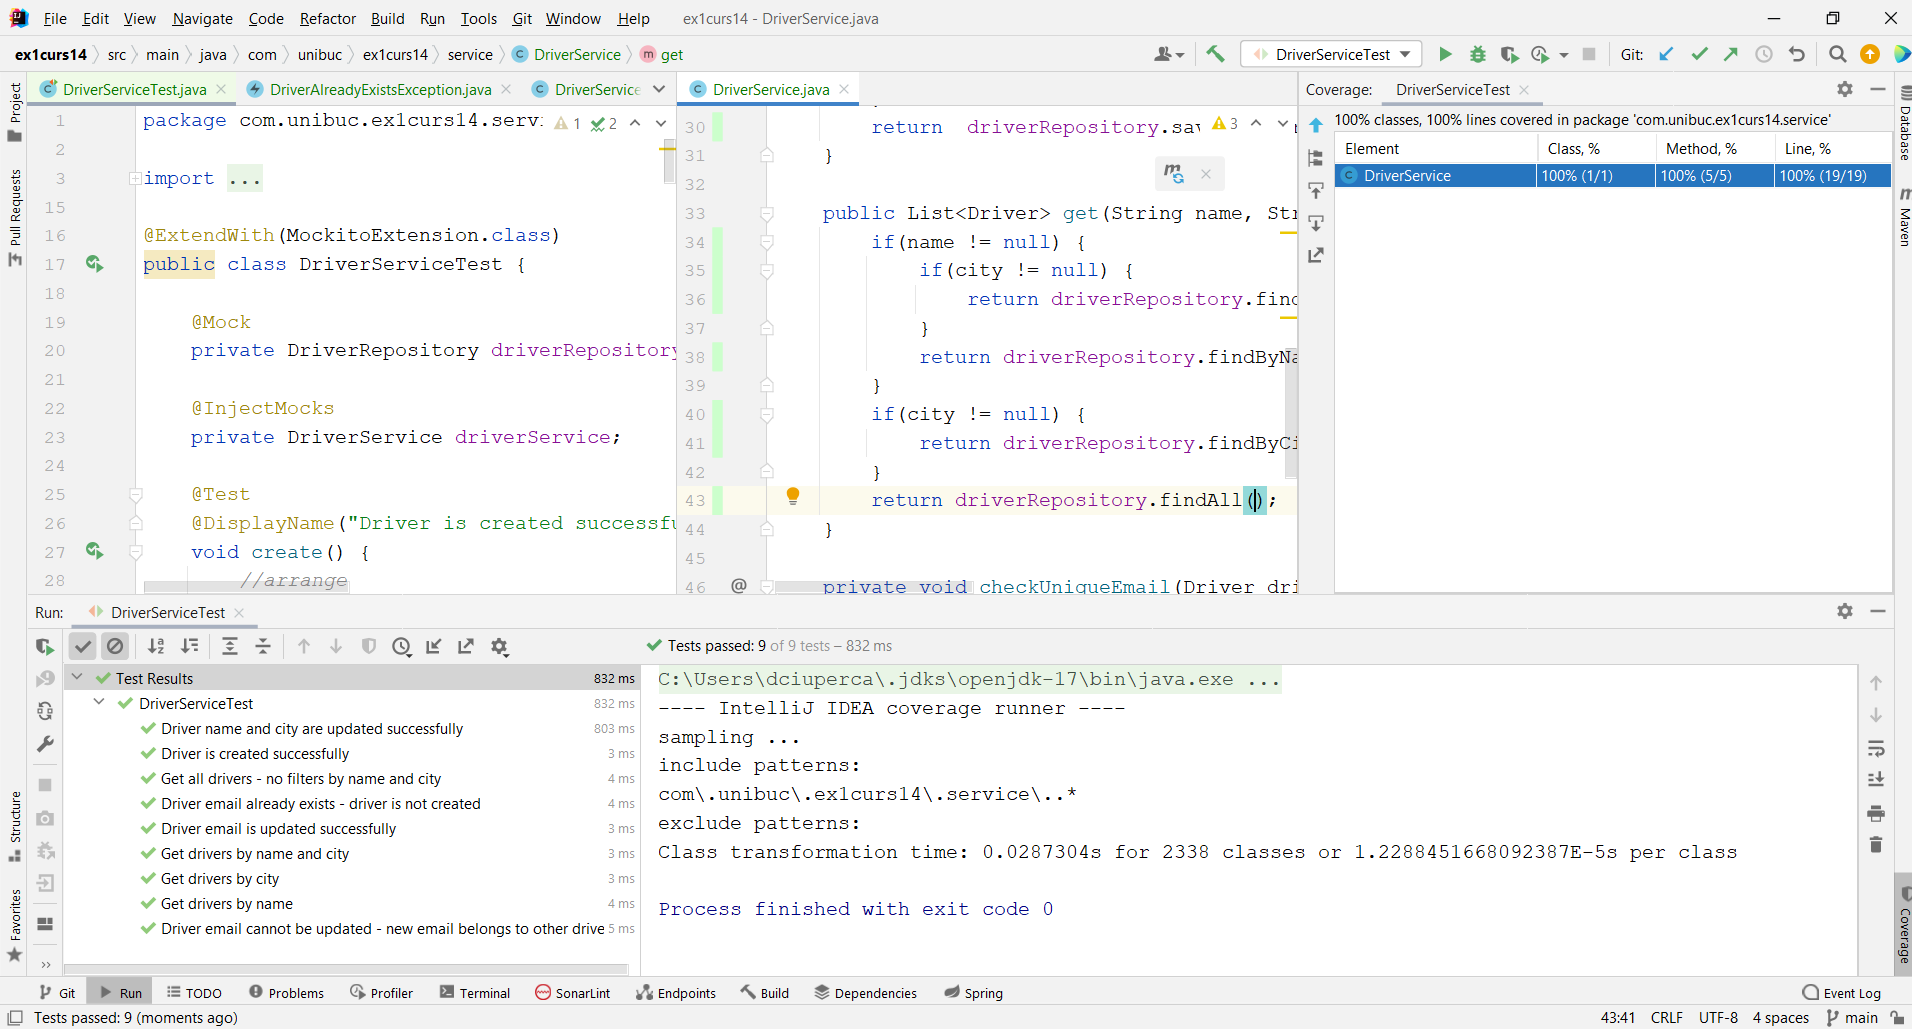 File Edit View Navigate Code Refactor Build Run Tools Git Window Help ex1curs14 - DriverService.java
ex1curs14 src main java com unibuc ex1curs14 service C DriverService m get DriverServiceTest Git:
DriverServiceTest.java DriverAlreadyExistsException.java DriverService DriverService.java Coverage: DriverServiceTest
Project
Pull Requests
Structure
Favorites
1 package com.unibuc.ex1curs14.servi 1 2
2
3 import ...
15
16 @ExtendWith(MockitoExtension.class)
17 public class DriverServiceTest {
18
19 @Mock
20 private DriverRepository driverRepository
21
22 @InjectMocks
23 private DriverService driverService;
24
25 @Test
26 @DisplayName("Driver is created successfu
27 void create() {
28 //arrange
30 return driverRepository.sav 3
31 }
32
33 public List<Driver> get(String name, Str
34 if(name != null) {
35 if(city != null) {
36 return driverRepository.find
37 }
38 return driverRepository.findByNa
39 }
40 if(city != null) {
41 return driverRepository.findByCi
42 }
43 return driverRepository.findAll();
44 }
45
46 @ private void checkUniqueEmail(Driver dri
100% classes, 100% lines covered in package 'com.unibuc.ex1curs14.service'
Element Class, % Method, % Line, %
C DriverService 100% (1/1) 100% (5/5) 100% (19/19)
Database
Maven
Coverage
Run: DriverServiceTest
Tests passed: 9 of 9 tests – 832 ms
Test Results 832 ms
DriverServiceTest 832 ms
Driver name and city are updated successfully 803 ms
Driver is created successfully 3 ms
Get all drivers - no filters by name and city 4 ms
Driver email already exists - driver is not created 4 ms
Driver email is updated successfully 3 ms
Get drivers by name and city 3 ms
Get drivers by city 3 ms
Get drivers by name 4 ms
Driver email cannot be updated - new email belongs to other drive 5 ms
C:\Users\dciuperca\.jdks\openjdk-17\bin\java.exe ...
---- IntelliJ IDEA coverage runner ----
sampling ...
include patterns:
com\.unibuc\.ex1curs14\.service\..*
exclude patterns:
Class transformation time: 0.0287304s for 2338 classes or 1.2288451668092387E-5s per class
Process finished with exit code 0
Git Run TODO Problems Profiler Terminal SonarLint Endpoints Build Dependencies Spring Event Log
Tests passed: 9 (moments ago) 43:41 CRLF UTF-8 4 spaces main